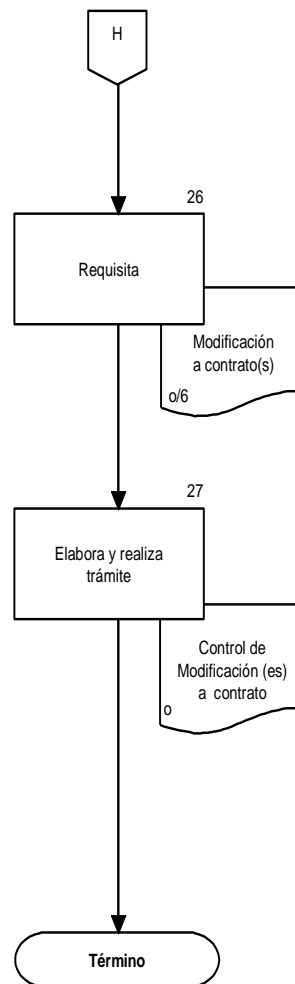 H
26
Requisita
Modificación
a contrato(s)
o/6
27
Elabora y realiza
trámite
Control de
Modificación (es)
a contrato
o
Término